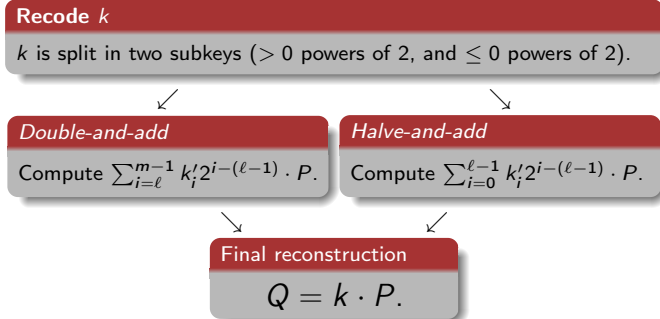 Recode k
k is split in two subkeys (> 0 powers of 2, and ≤ 0 powers of 2).
Double-and-add
Compute ∑_{i=ℓ}^{m−1} k′_i 2^{i−(ℓ−1)} · P.
Halve-and-add
Compute ∑_{i=0}^{ℓ−1} k′_i 2^{i−(ℓ−1)} · P.
Final reconstruction
Q = k · P.